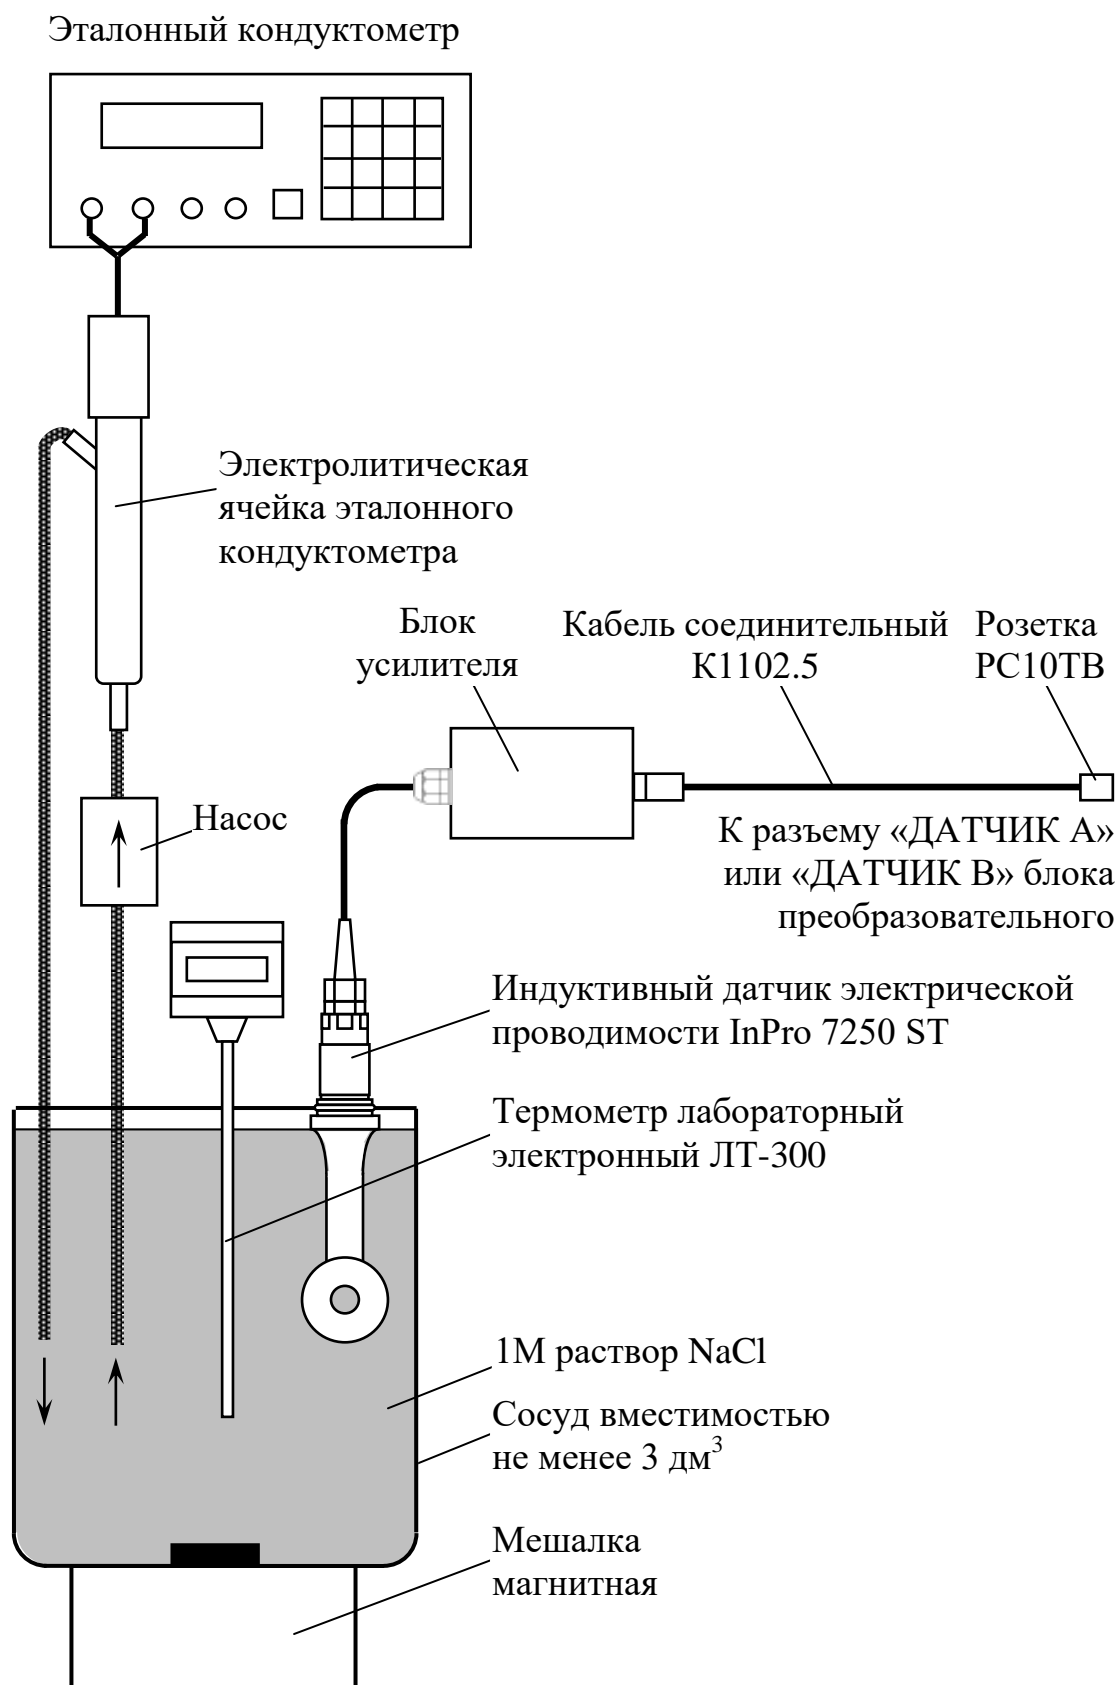 Эталонный кондуктометр
Электролитическая
ячейка эталонного
кондуктометра
Блок
усилителя
Кабель соединительный
К1102.5
Розетка
РС10ТВ
Насос
К разъему «ДАТЧИК А»
или «ДАТЧИК В» блока
преобразовательного
Индуктивный датчик электрической
проводимости InPro 7250 ST
Термометр лабораторный
электронный ЛТ-300
1М раствор NaCl
Сосуд вместимостью
не менее 3 дм³
Мешалка
магнитная